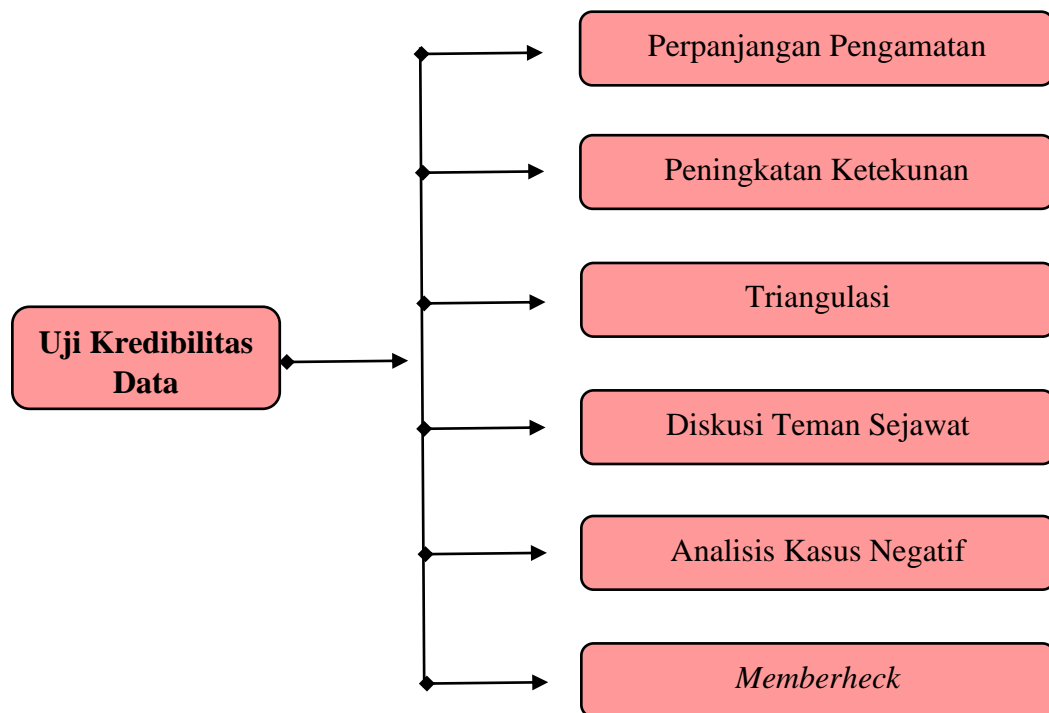 Perpanjangan Pengamatan
Peningkatan Ketekunan
Triangulasi
Uji Kredibilitas
Data
Diskusi Teman Sejawat
Analisis Kasus Negatif
Memberheck